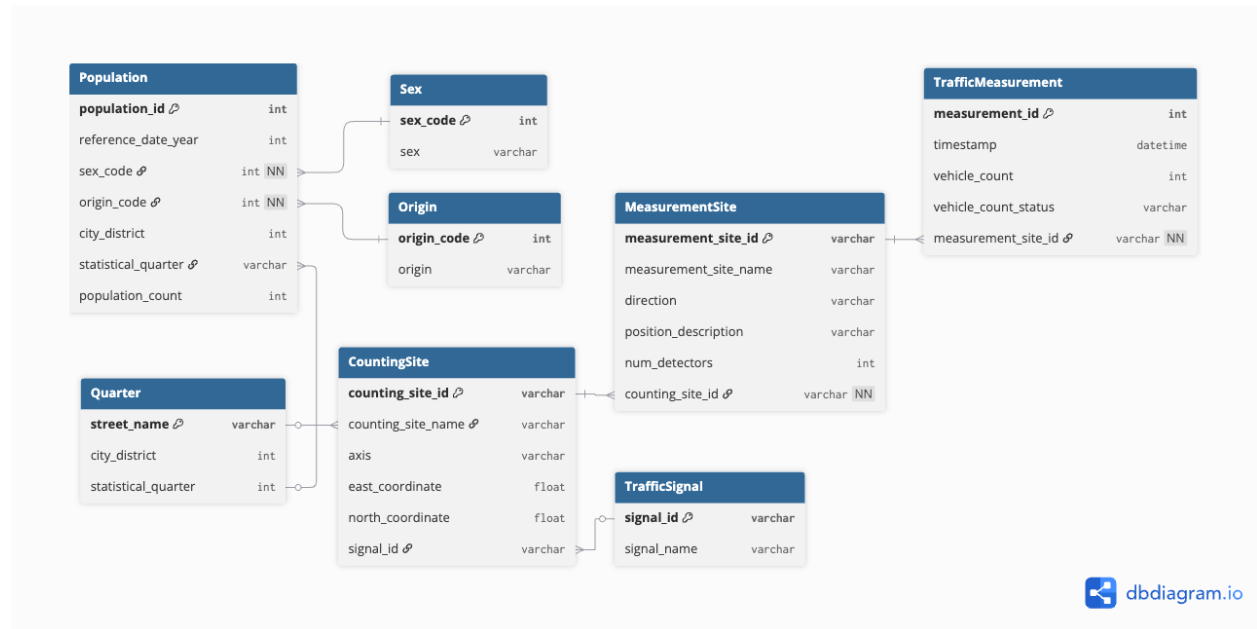 Population
population_id int
reference_date_year int
sex_code int NN
origin_code int NN
city_district int
statistical_quarter varchar
population_count int
Sex
sex_code int
sex varchar
Origin
origin_code int
origin varchar
MeasurementSite
measurement_site_id varchar
measurement_site_name varchar
direction varchar
position_description varchar
num_detectors int
counting_site_id varchar NN
TrafficMeasurement
measurement_id int
timestamp datetime
vehicle_count int
vehicle_count_status varchar
measurement_site_id varchar NN
Quarter
street_name varchar
city_district int
statistical_quarter int
CountingSite
counting_site_id varchar
counting_site_name varchar
axis varchar
east_coordinate float
north_coordinate float
signal_id varchar
TrafficSignal
signal_id varchar
signal_name varchar
dbdiagram.io